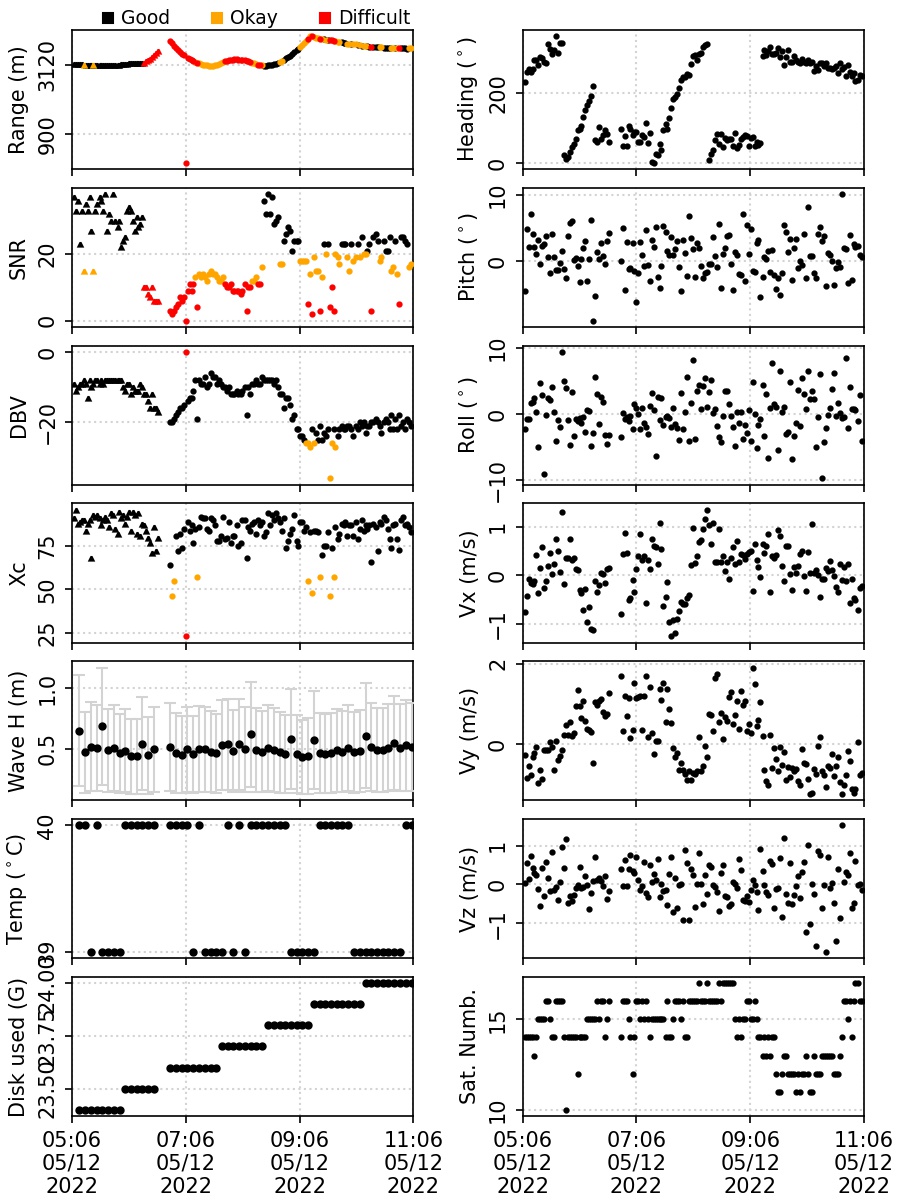 Good Okay Difficult
Range (m)
3120
900
Heading (°)
200
0
SNR
20
0
Pitch (°)
10
0
DBV
0
−20
Roll (°)
10
0
−10
Xc
75
50
25
Vx (m/s)
1
0
−1
Wave H (m)
1.0
0.5
Vy (m/s)
2
0
Temp (°C)
40
39
Vz (m/s)
1
0
−1
Disk used (G)
24.00
23.75
23.50
Sat. Numb.
15
10
05:06 07:06 09:06 11:06 05:06 07:06 09:06 11:06
05/12 05/12 05/12 05/12 05/12 05/12 05/12 05/12
2022 2022 2022 2022 2022 2022 2022 2022